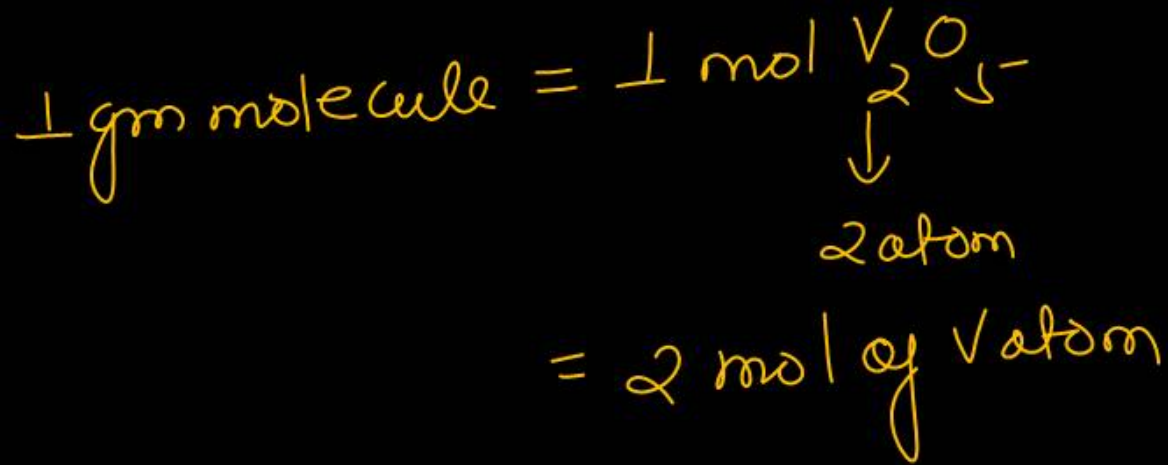 1 gm molecule = 1 mol V₂O₅
↓
2 atom
= 2 mol of V atom